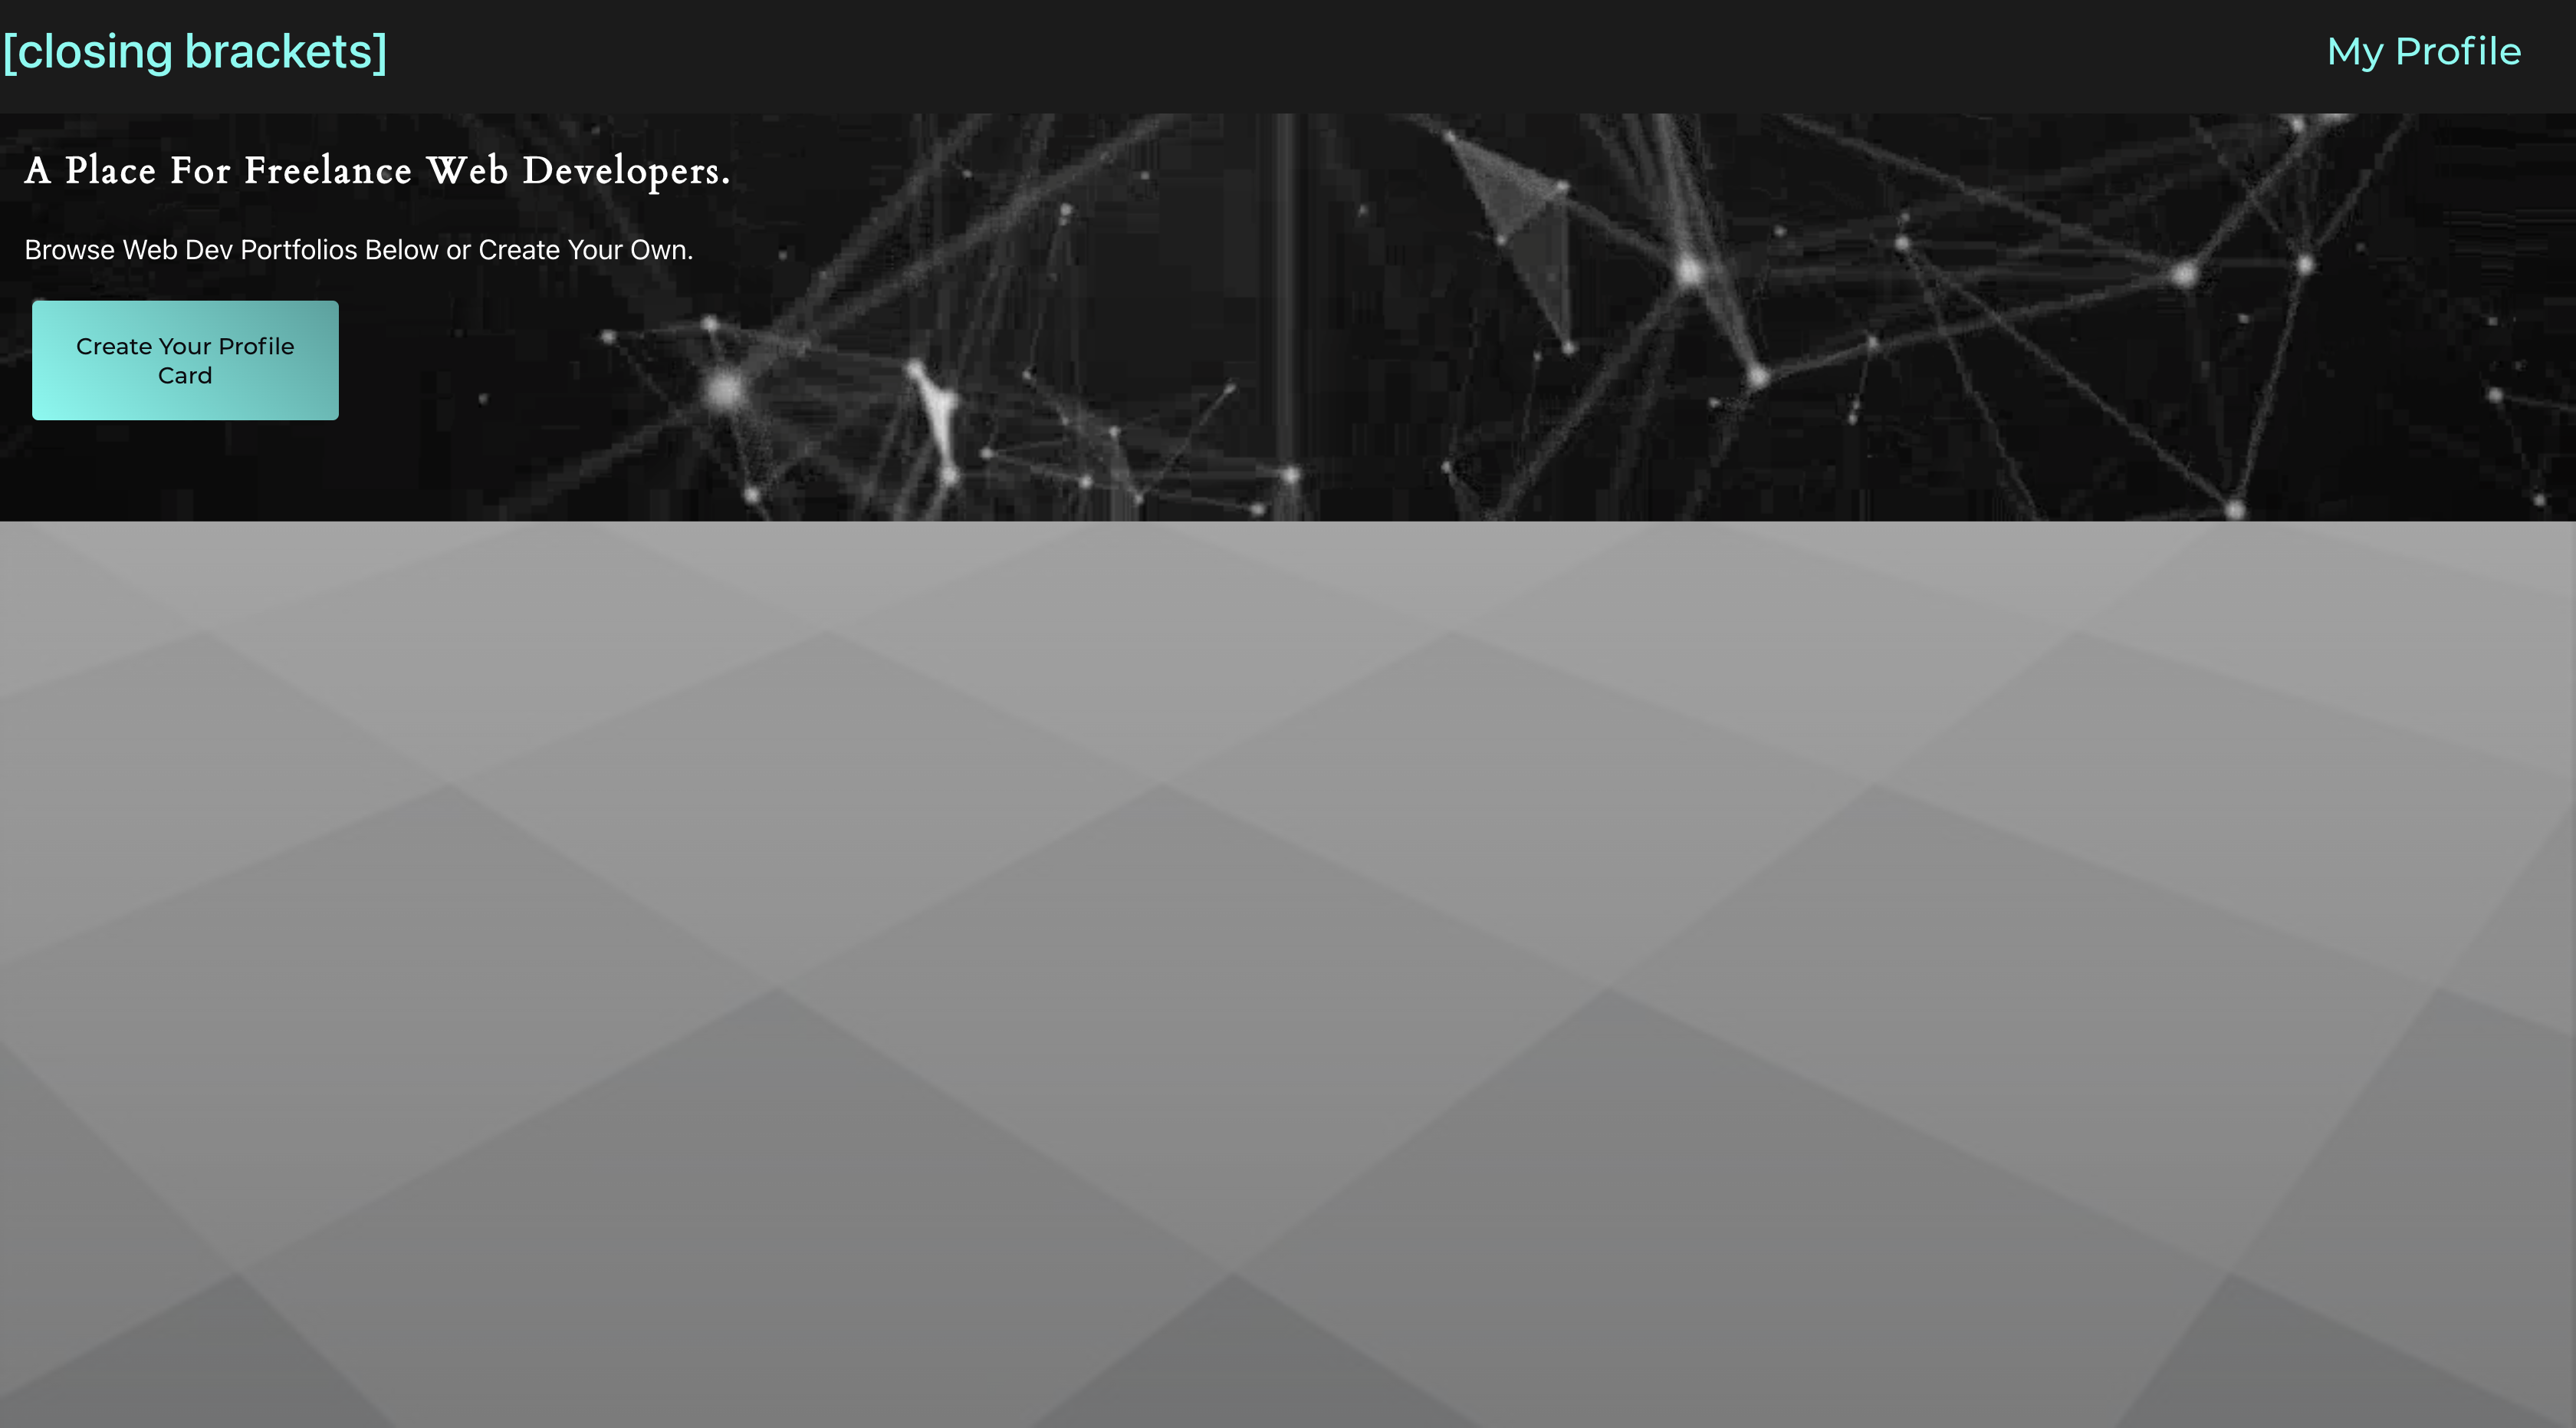 [closing brackets]
My Profile
A Place For Freelance Web Developers.
Browse Web Dev Portfolios Below or Create Your Own.
Create Your Profile
Card